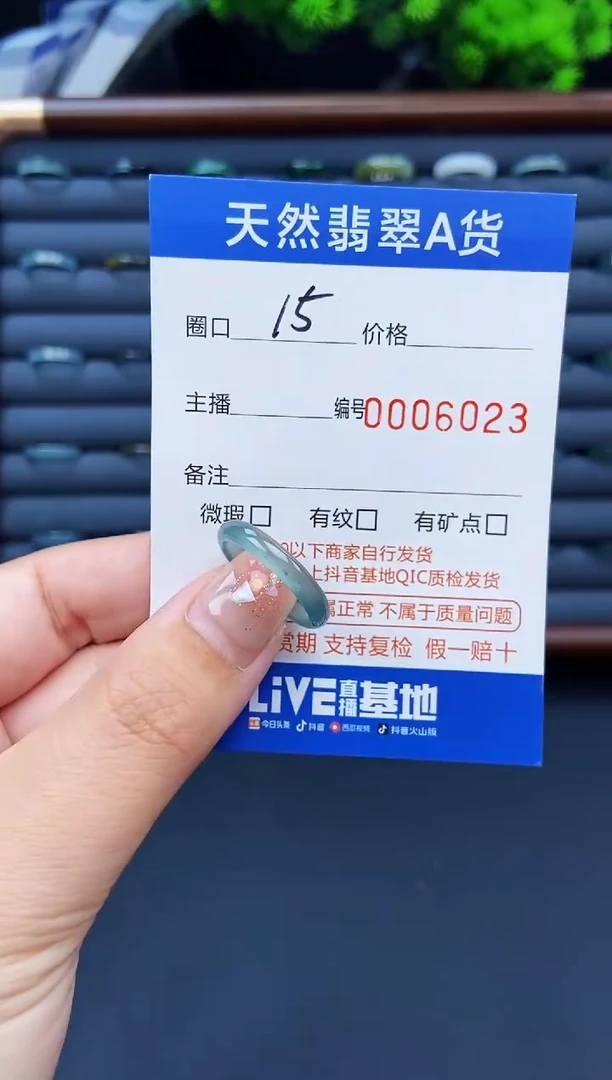 天然翡翠A货
圈口 15 价格
主播 编号0006023
备注
微瑕□ 有纹□ 有矿点□
0以下商家自行发货
上抖音基地QIC质检发货
属正常 不属于质量问题
赏期 支持复检 假一赔十
LiVE直播基地
今日头条 抖音 西瓜视频 抖音火山版